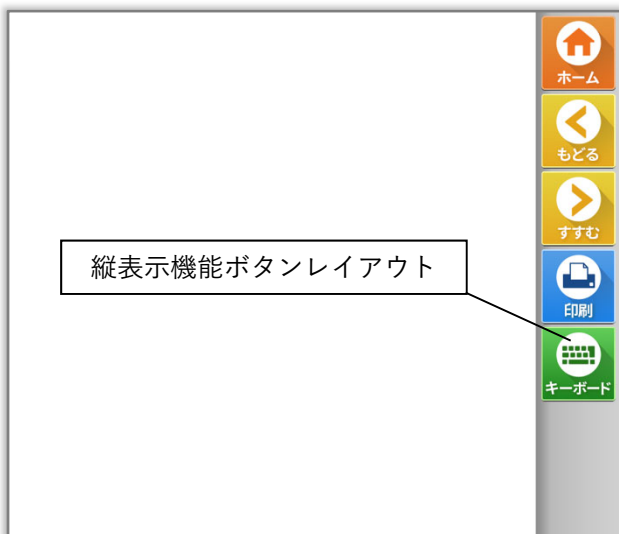 ホーム
もどる
すすむ
縦表示機能ボタンレイアウト
印刷
キーボード